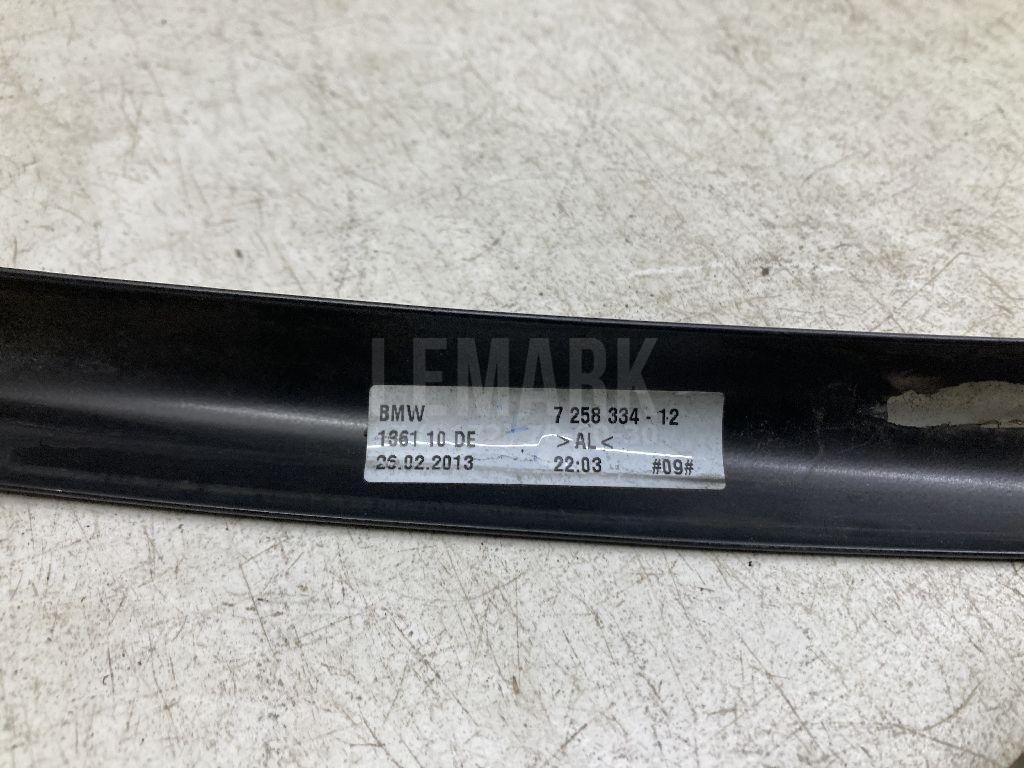 LEMARK
BMW 7 258 334 - 12
1861 10 DE >AL<
26.02.2013 22:03 #09#